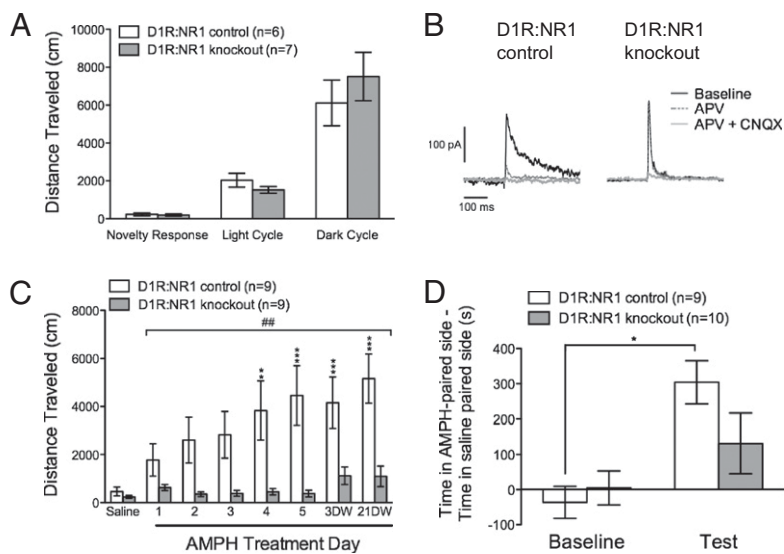 A
D1R:NR1 control (n=6)
D1R:NR1 knockout (n=7)
Distance Traveled (cm)
10000
8000
6000
4000
2000
0
Novelty Response
Light Cycle
Dark Cycle
B
D1R:NR1 control
D1R:NR1 knockout
Baseline
APV
APV + CNQX
100 pA
100 ms
C
D1R:NR1 control (n=9)
D1R:NR1 knockout (n=9)
Distance Traveled (cm)
8000
6000
4000
2000
0
##
**
***
***
***
Saline
1
2
3
4
5
3DW
21DW
AMPH Treatment Day
D
D1R:NR1 control (n=9)
D1R:NR1 knockout (n=10)
Time in AMPH-paired side -
Time in saline paired side (s)
400
300
200
100
0
-100
*
Baseline
Test